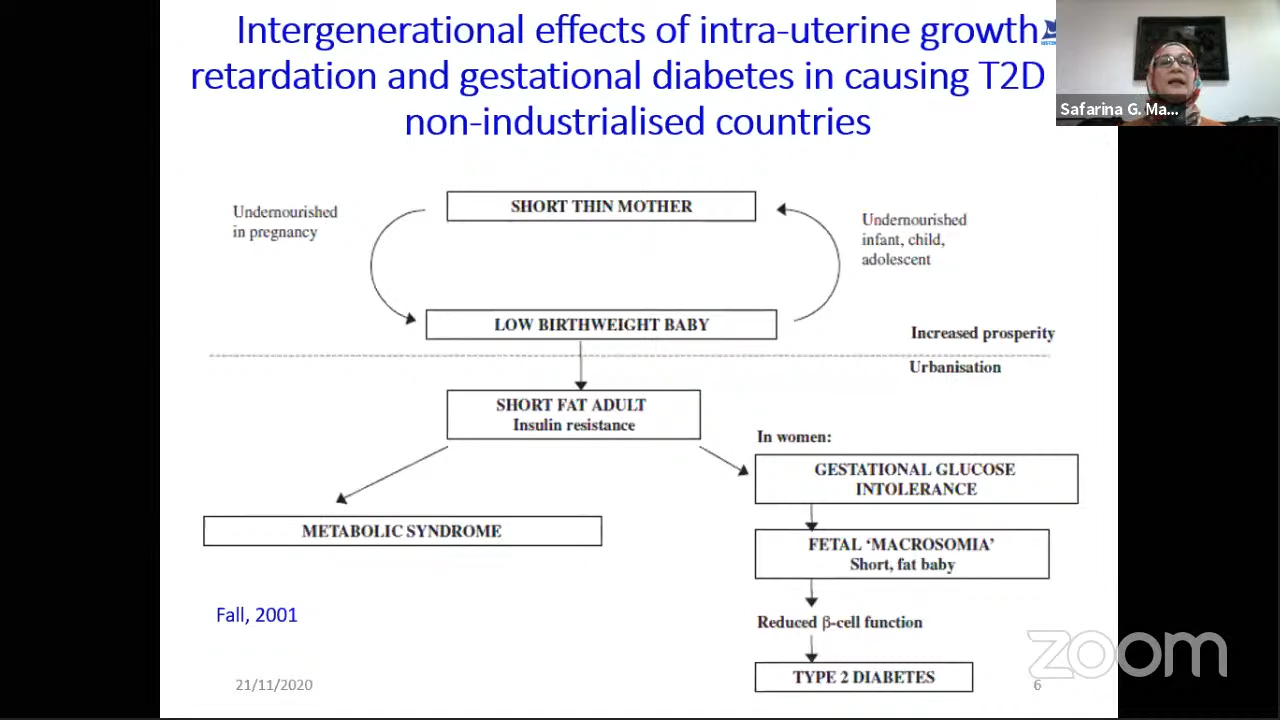 Intergenerational effects of intra-uterine growth
retardation and gestational diabetes in causing T2D
non-industrialised countries
Safarina G. Ma...
SHORT THIN MOTHER
Undernourished
in pregnancy
Undernourished
infant, child,
adolescent
LOW BIRTHWEIGHT BABY
Increased prosperity
Urbanisation
SHORT FAT ADULT
Insulin resistance
In women:
GESTATIONAL GLUCOSE
INTOLERANCE
METABOLIC SYNDROME
FETAL ‘MACROSOMIA’
Short, fat baby
Fall, 2001
Reduced β-cell function
TYPE 2 DIABETES
21/11/2020
6
zoom